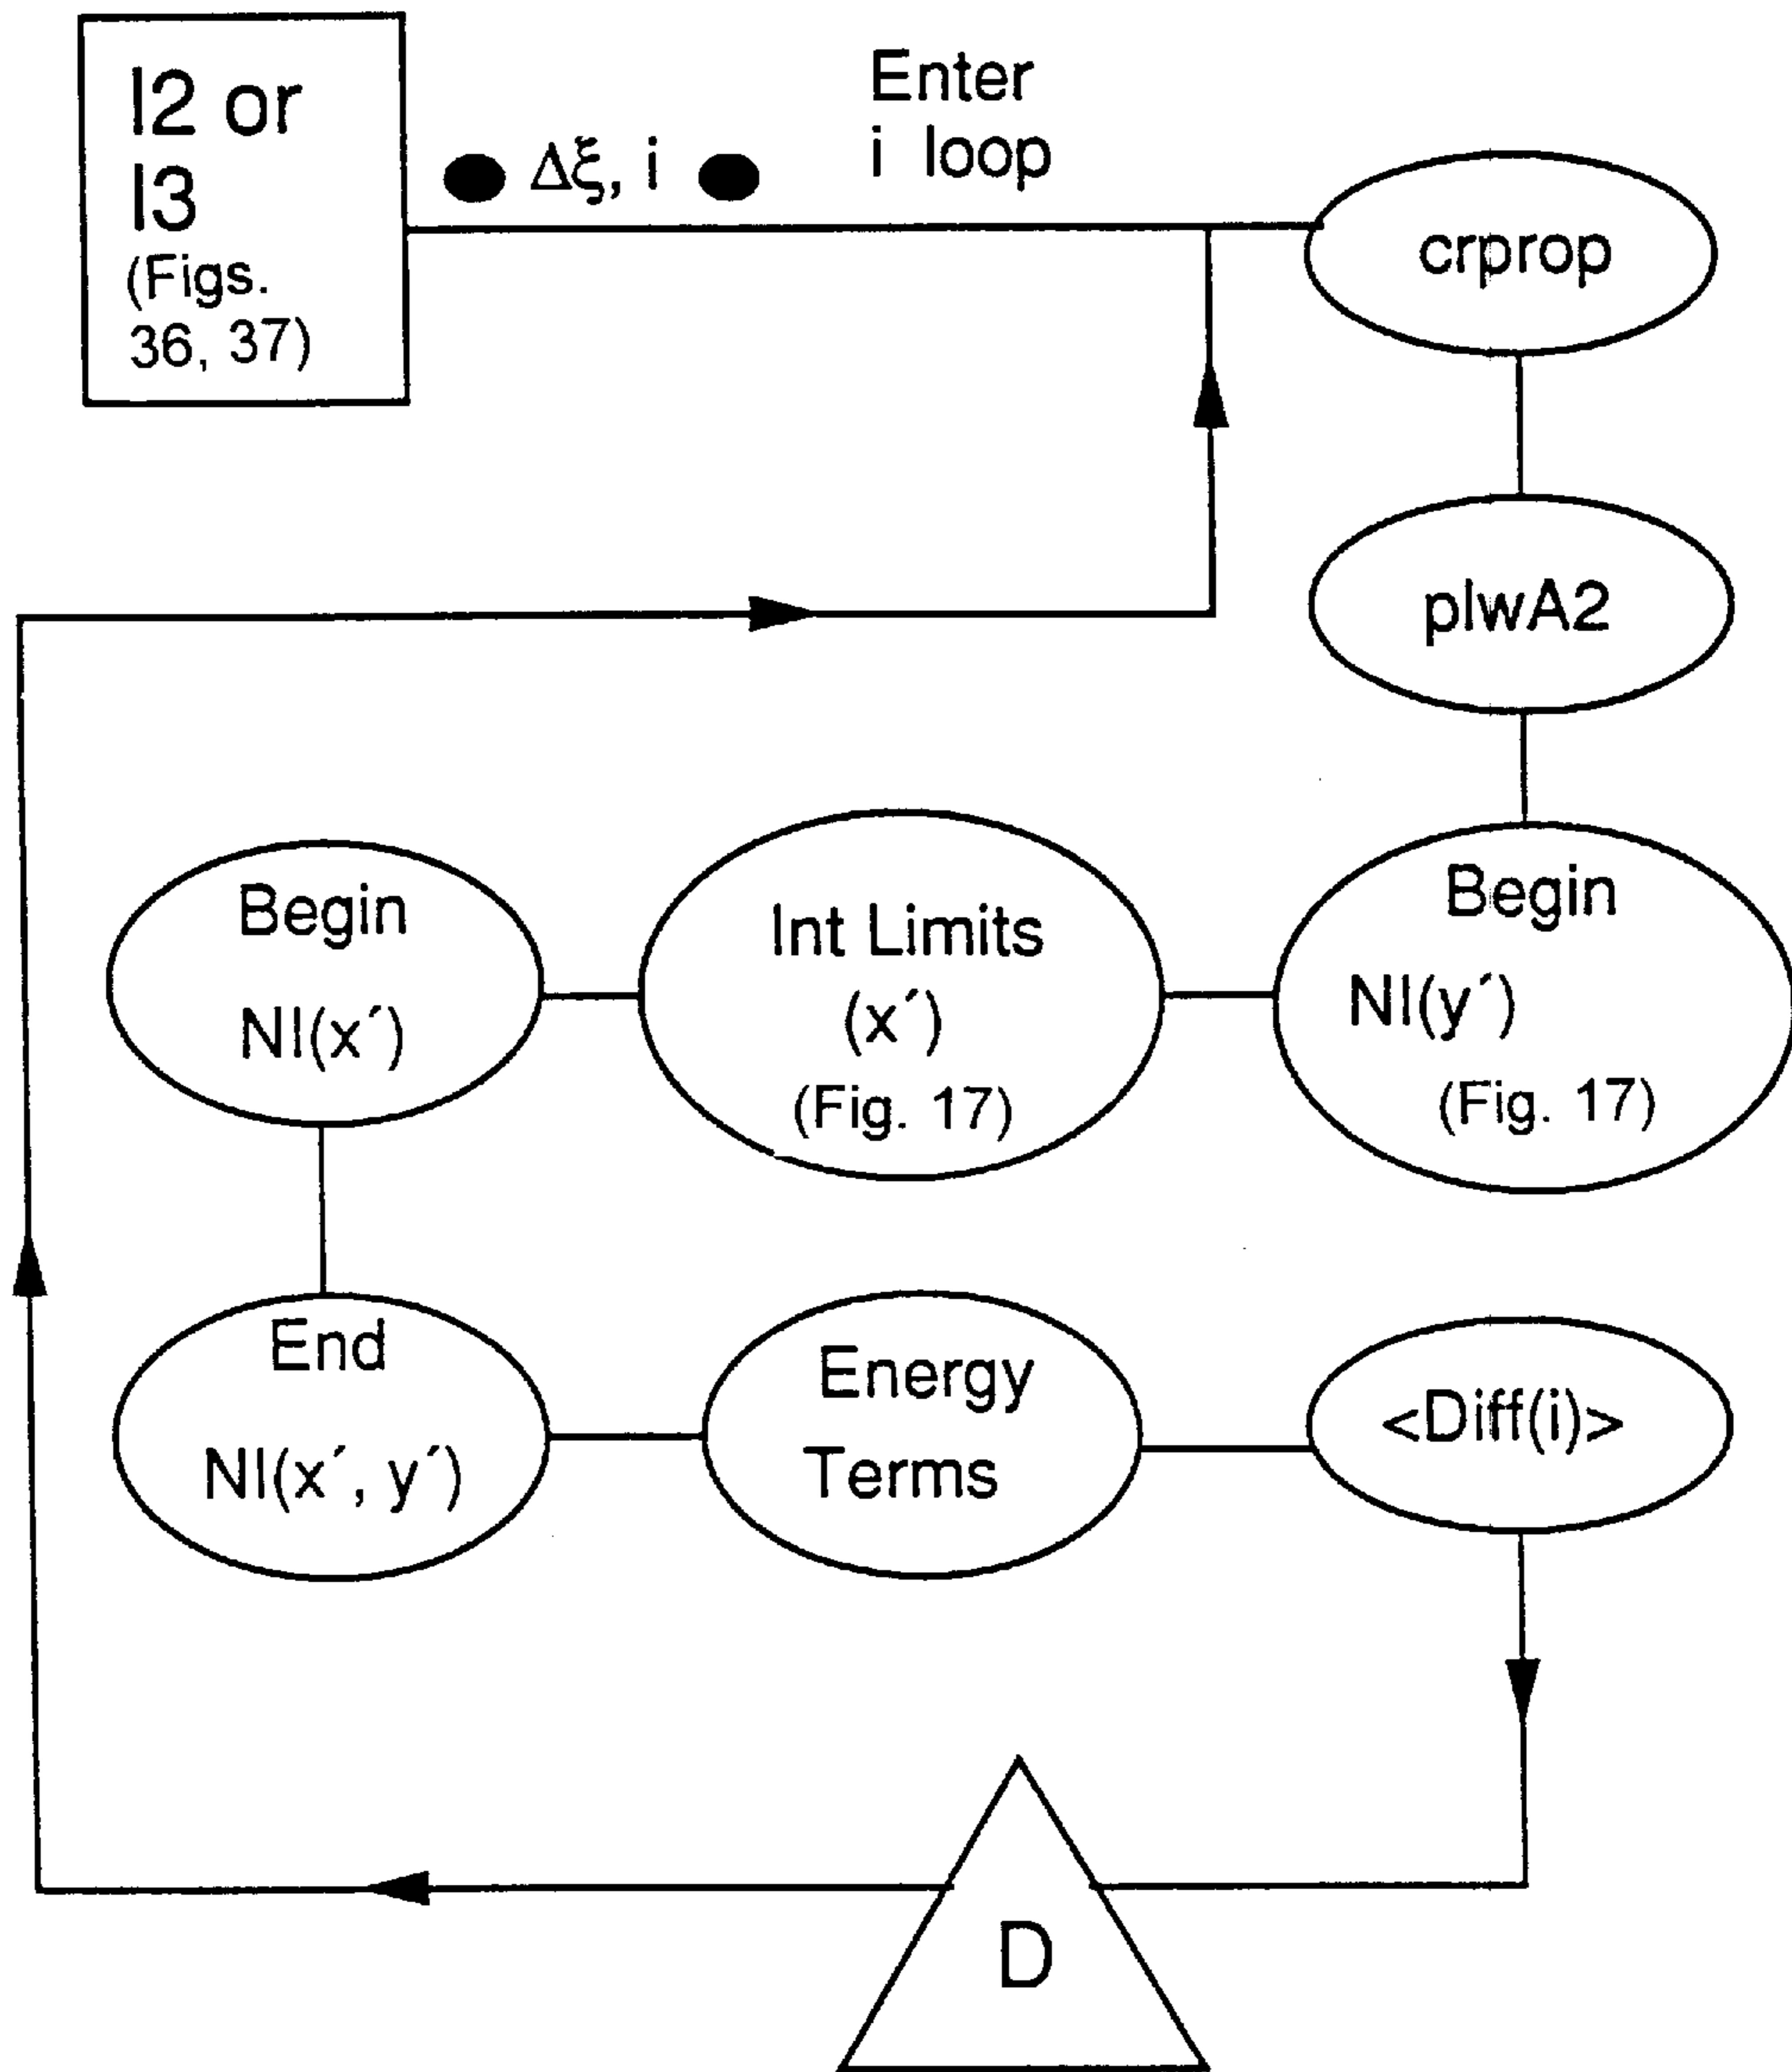 I2 or
I3
(Figs.
36, 37)
Δξ, i
Enter
i loop
crprop
plwA2
Begin
NI(y´)
(Fig. 17)
Int Limits
(x´)
(Fig. 17)
Begin
NI(x´)
End
NI(x´, y´)
Energy
Terms
<Diff(i)>
D